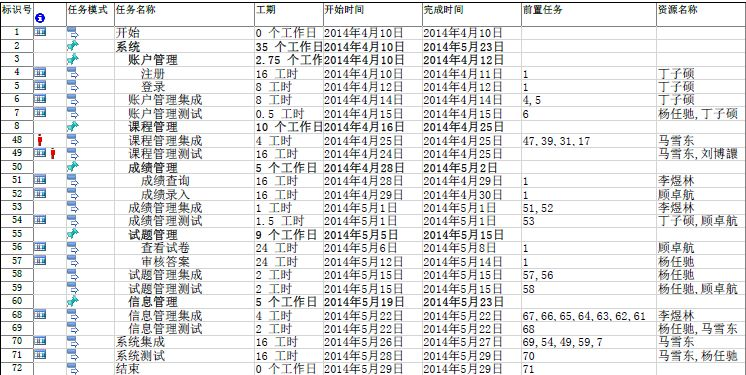 标识号 任务模式 任务名称 工期 开始时间 完成时间 前置任务 资源名称
1 开始 0 个工作日 2014年4月10日 2014年4月10日
2 系统 35 个工作日 2014年4月10日 2014年5月23日
3 账户管理 2.75 个工作 2014年4月10日 2014年4月12日
4 注册 16 工时 2014年4月10日 2014年4月11日 1 丁子硕
5 登录 8 工时 2014年4月12日 2014年4月12日 1 丁子硕
6 账户管理集成 8 工时 2014年4月14日 2014年4月14日 4,5 丁子硕
7 账户管理测试 0.5 工时 2014年4月15日 2014年4月15日 6 杨任驰,丁子硕
8 课程管理 10 个工作日 2014年4月16日 2014年4月25日
48 课程管理集成 4 工时 2014年4月25日 2014年4月25日 47,39,31,17 马雪东
49 课程管理测试 16 工时 2014年4月24日 2014年4月25日 马雪东,刘博譞
50 成绩管理 5 个工作日 2014年4月28日 2014年5月2日
51 成绩查询 16 工时 2014年4月28日 2014年4月29日 1 李煜林
52 成绩录入 16 工时 2014年4月29日 2014年4月30日 1 顾卓航
53 成绩管理集成 1 工时 2014年5月1日 2014年5月1日 51,52 李煜林
54 成绩管理测试 1.5 工时 2014年5月1日 2014年5月1日 53 丁子硕,顾卓航
55 试题管理 9 个工作日 2014年5月5日 2014年5月15日
56 查看试卷 24 工时 2014年5月6日 2014年5月8日 1 顾卓航
57 审核答案 24 工时 2014年5月12日 2014年5月14日 1 杨任驰
58 试题管理集成 2 工时 2014年5月15日 2014年5月15日 57,56 杨任驰
59 试题管理测试 2 工时 2014年5月15日 2014年5月15日 58 杨任驰,顾卓航
60 信息管理 5 个工作日 2014年5月19日 2014年5月23日
68 信息管理集成 4 工时 2014年5月22日 2014年5月22日 67,66,65,64,63,62,61 李煜林
69 信息管理测试 2 工时 2014年5月22日 2014年5月22日 68 杨任驰,马雪东
70 系统集成 16 工时 2014年5月26日 2014年5月27日 69,54,49,59,7 马雪东
71 系统测试 16 工时 2014年5月28日 2014年5月29日 70 马雪东,杨任驰
72 结束 0 个工作日 2014年5月29日 2014年5月29日 71